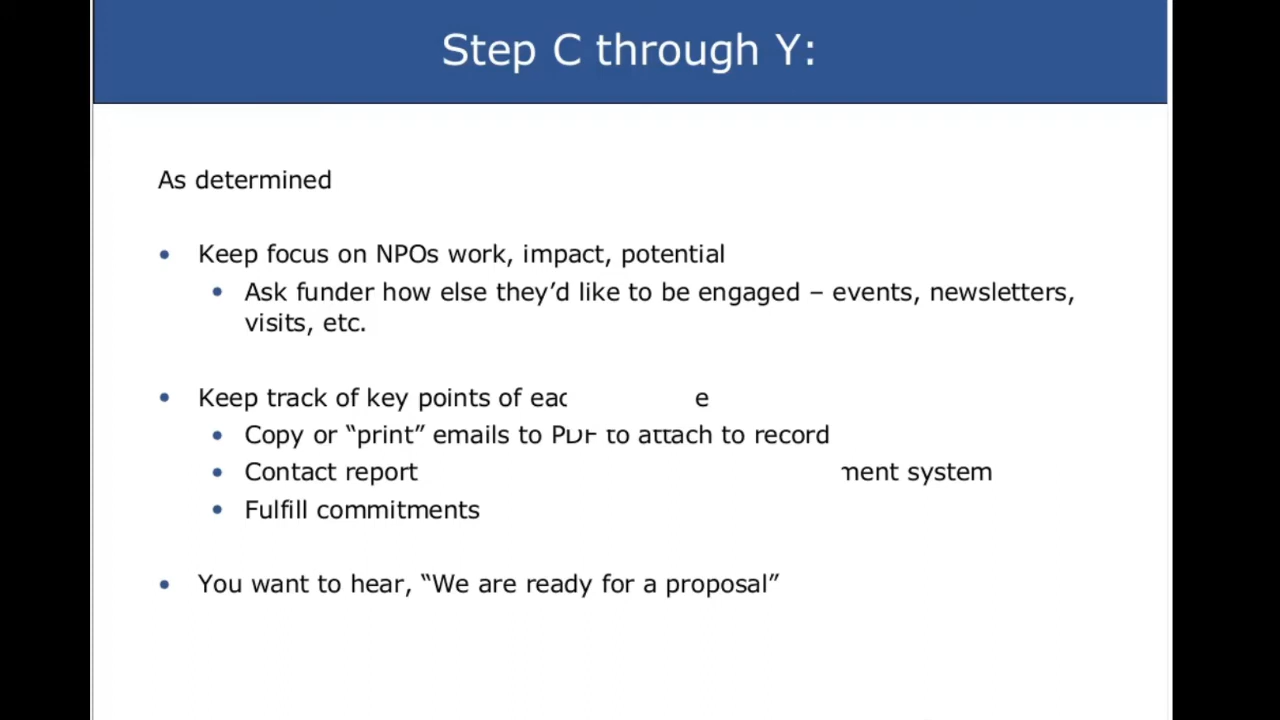 Step C through Y:
As determined
• Keep focus on NPOs work, impact, potential
• Ask funder how else they’d like to be engaged – events, newsletters,
visits, etc.
• Keep track of key points of
• Copy or “print” emails to PDF to attach to record
• Contact report system
• Fulfill commitments
• You want to hear, “We are ready for a proposal”